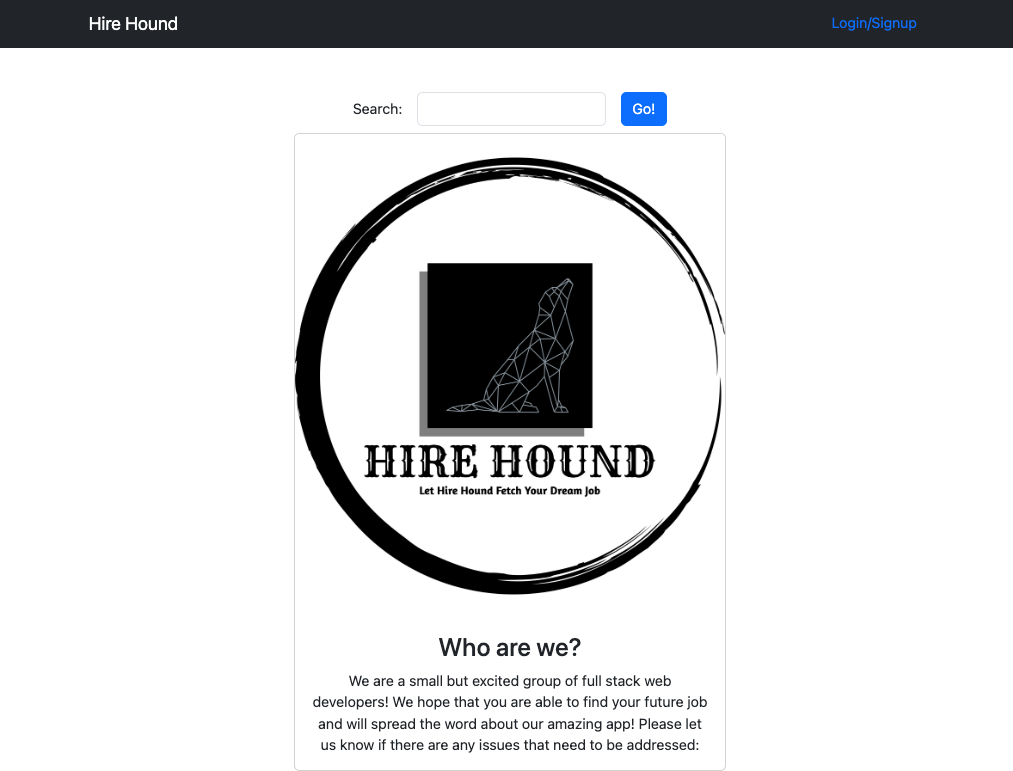 Hire Hound
Login/Signup
Search:
Go!
HIRE HOUND
Let Hire Hound Fetch Your Dream Job
Who are we?
We are a small but excited group of full stack web
developers! We hope that you are able to find your future job
and will spread the word about our amazing app! Please let
us know if there are any issues that need to be addressed: